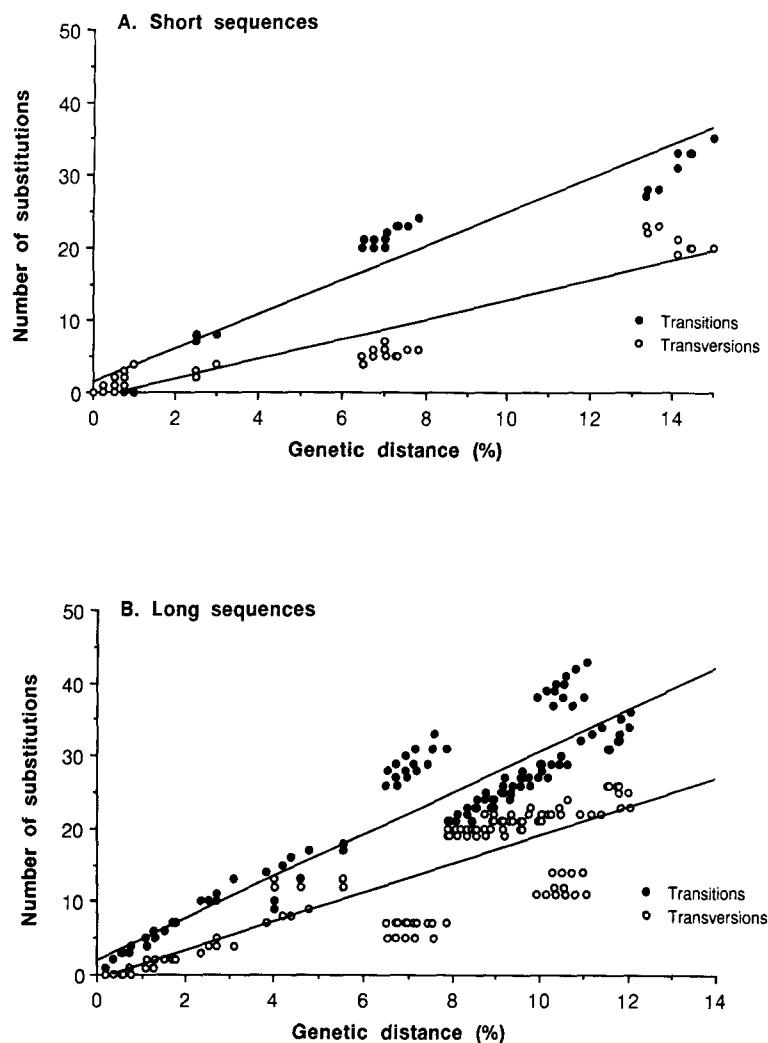 A. Short sequences
50
40
30
20
10
0
Number of substitutions
Transitions
Transversions
0 2 4 6 8 10 12 14
Genetic distance (%)
B. Long sequences
50
40
30
20
10
0
Number of substitutions
Transitions
Transversions
0 2 4 6 8 10 12 14
Genetic distance (%)